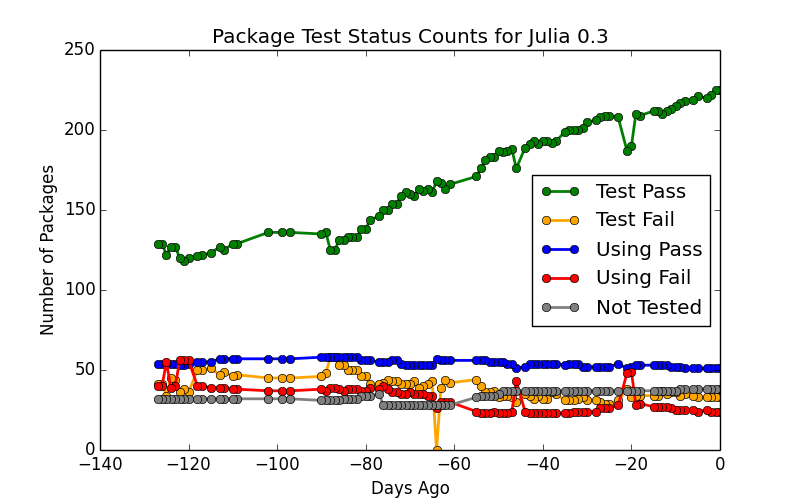 Package Test Status Counts for Julia 0.3
250
200
150
100
50
0
Number of Packages
Test Pass
Test Fail
Using Pass
Using Fail
Not Tested
−140 −120 −100 −80 −60 −40 −20 0
Days Ago